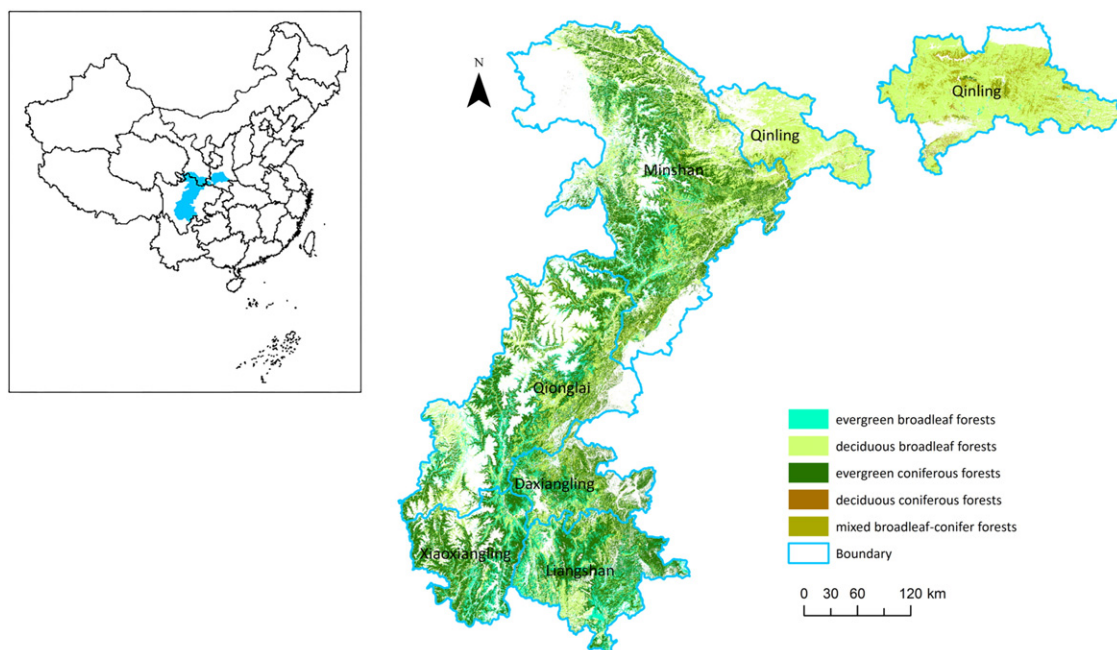 N
Qinling
Qinling
Minshan
Qionglai
Daxiangling
Xiaoxiangling
Liangshan
evergreen broadleaf forests
deciduous broadleaf forests
evergreen coniferous forests
deciduous coniferous forests
mixed broadleaf-conifer forests
Boundary
0 30 60 120 km